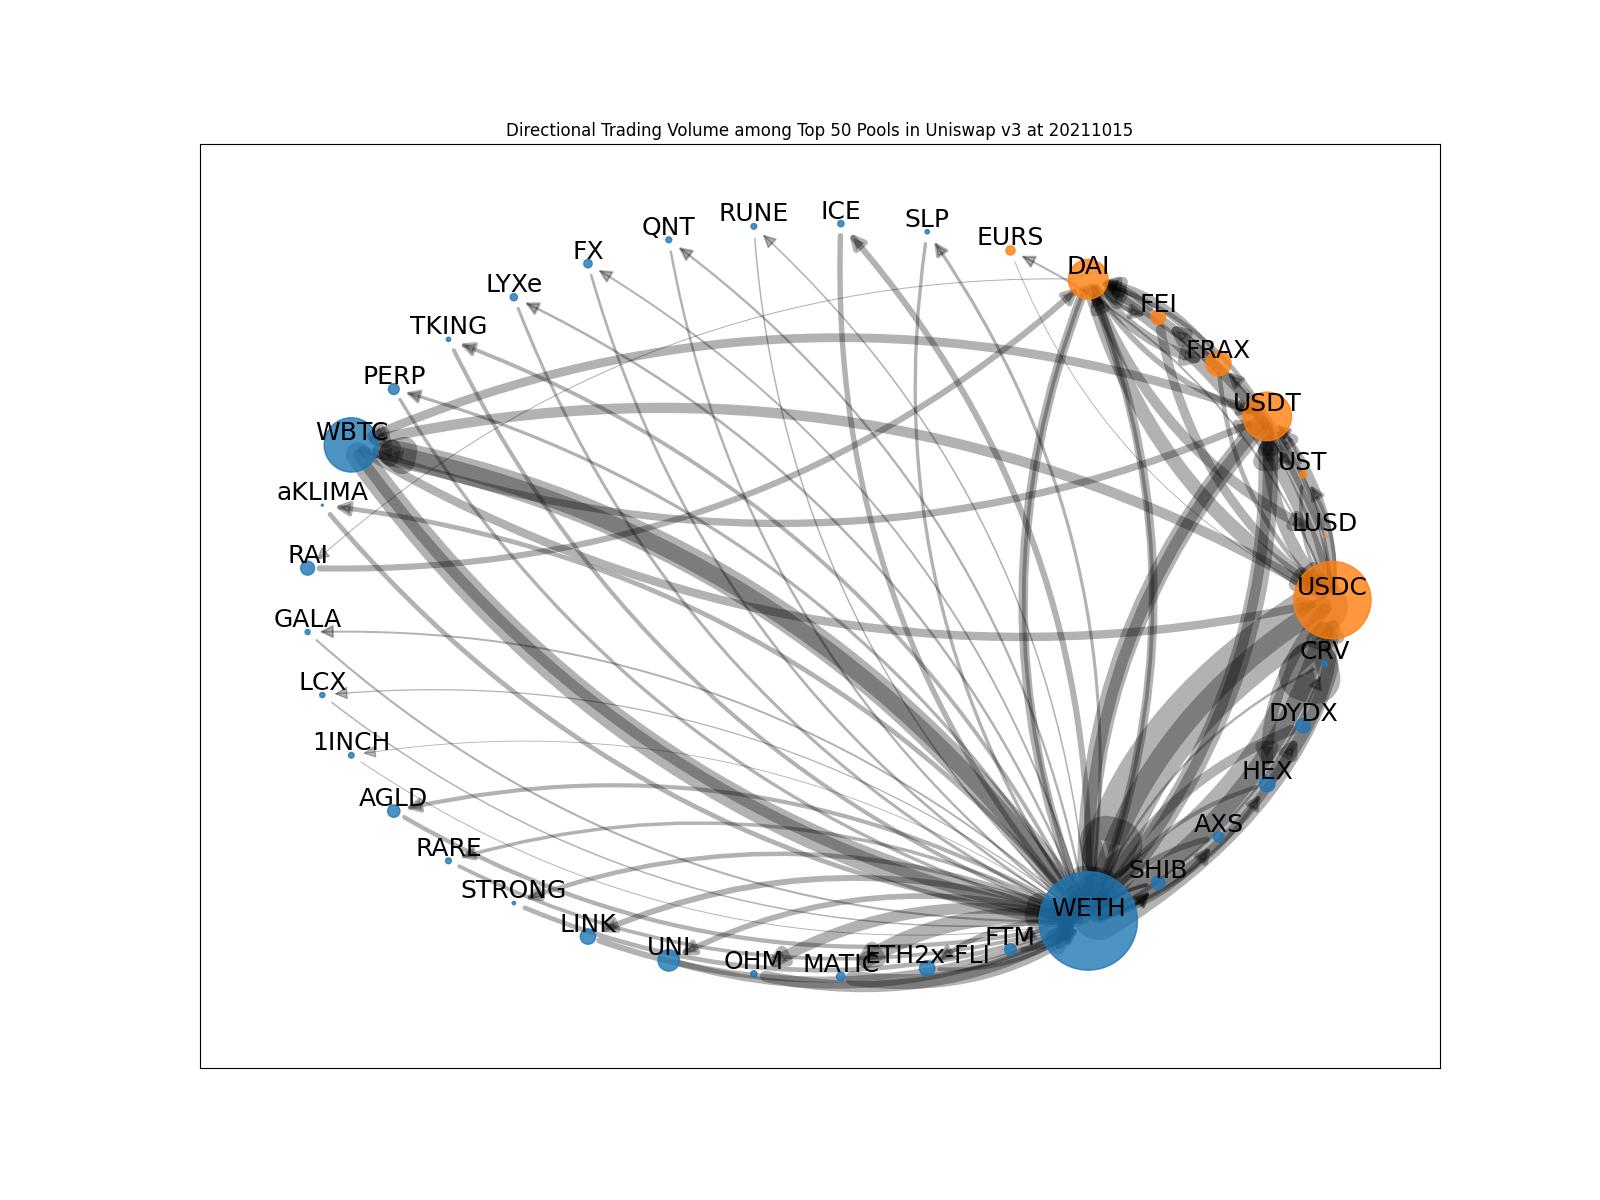 Directional Trading Volume among Top 50 Pools in Uniswap v3 at 20211015
ICE
RUNE
SLP
QNT
EURS
FX
DAI
LYXe
FEI
TKING
FRAX
PERP
USDT
WBTC
UST
aKLIMA
LUSD
RAI
USDC
GALA
CRV
LCX
DYDX
1INCH
HEX
AGLD
AXS
RARE
SHIB
STRONG
WETH
LINK
FTM
UNI
ETH2x-FLI
OHM
MATIC